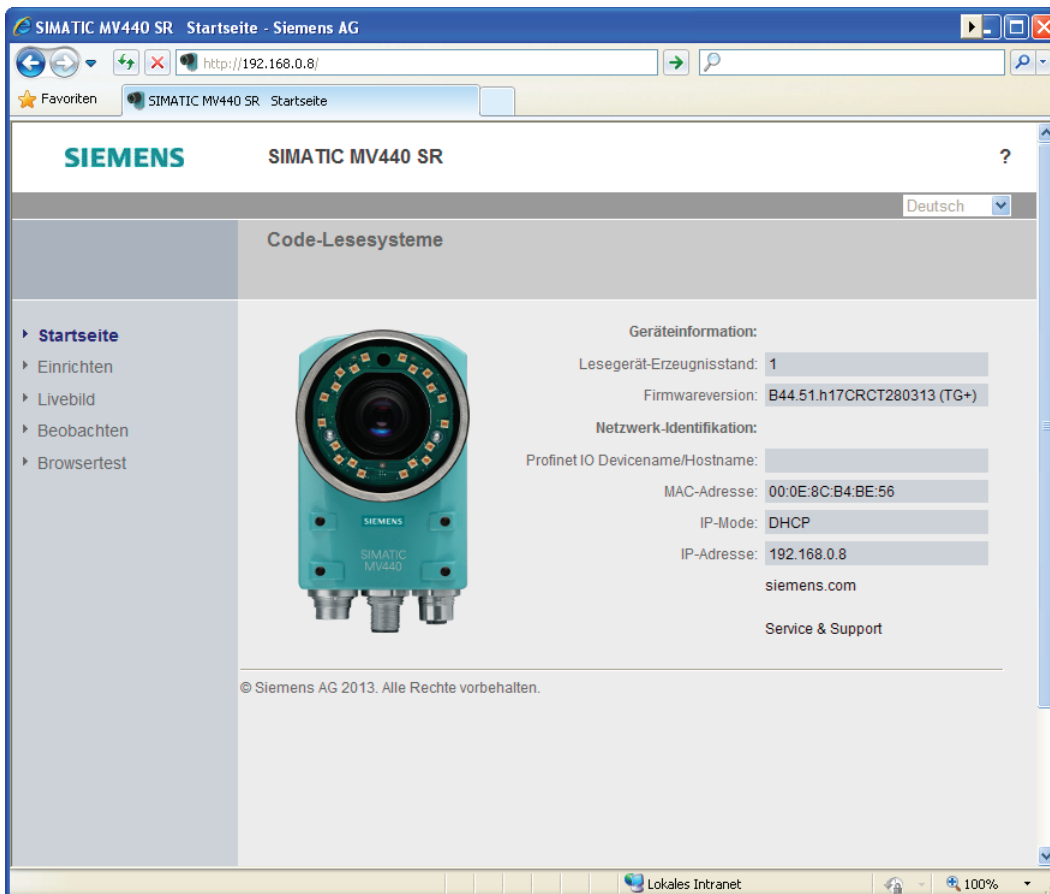 SIMATIC MV440 SR Startseite - Siemens AG
http://192.168.0.8/
Favoriten SIMATIC MV440 SR Startseite
SIEMENS SIMATIC MV440 SR ?
Deutsch
Code-Lesesysteme
Startseite
Einrichten
Livebild
Beobachten
Browsertest
SIEMENS
SIMATIC
MV440
Geräteinformation:
Lesegerät-Erzeugnisstand: 1
Firmwareversion: B44.51.h17CRCT280313 (TG+)
Netzwerk-Identifikation:
Profinet IO Devicename/Hostname:
MAC-Adresse: 00:0E:8C:B4:BE:56
IP-Mode: DHCP
IP-Adresse: 192.168.0.8
siemens.com
Service & Support
© Siemens AG 2013. Alle Rechte vorbehalten.
Lokales Intranet 100%